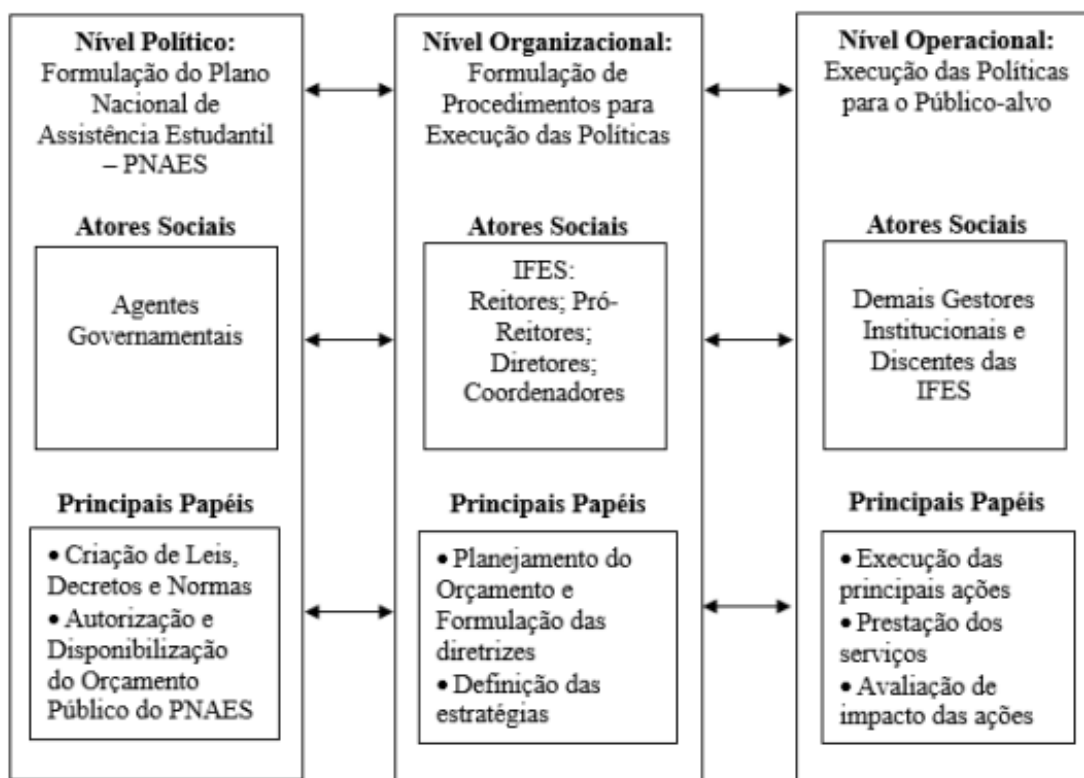 Nível Político:
Formulação do Plano
Nacional de
Assistência Estudantil
– PNAES
Atores Sociais
Agentes
Governamentais
Principais Papéis
• Criação de Leis,
Decretos e Normas
• Autorização e
Disponibilização
do Orçamento
Público do PNAES
Nível Organizacional:
Formulação de
Procedimentos para
Execução das Políticas
Atores Sociais
IFES:
Reitores; Pró-
Reitores;
Diretores;
Coordenadores
Principais Papéis
• Planejamento do
Orçamento e
Formulação das
diretrizes
• Definição das
estratégias
Nível Operacional:
Execução das Políticas
para o Público-alvo
Atores Sociais
Demais Gestores
Institucionais e
Discentes das
IFES
Principais Papéis
• Execução das
principais ações
• Prestação dos
serviços
• Avaliação de
impacto das ações